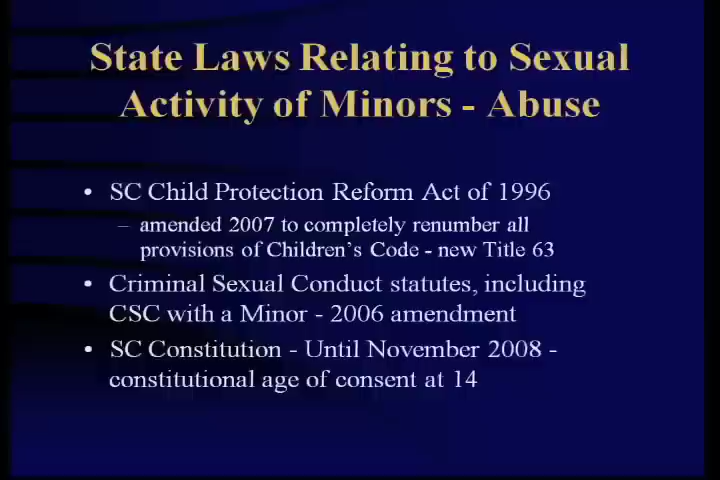 State Laws Relating to Sexual
Activity of Minors - Abuse
• SC Child Protection Reform Act of 1996
– amended 2007 to completely renumber all
provisions of Children's Code - new Title 63
• Criminal Sexual Conduct statutes, including
CSC with a Minor - 2006 amendment
• SC Constitution - Until November 2008 -
constitutional age of consent at 14